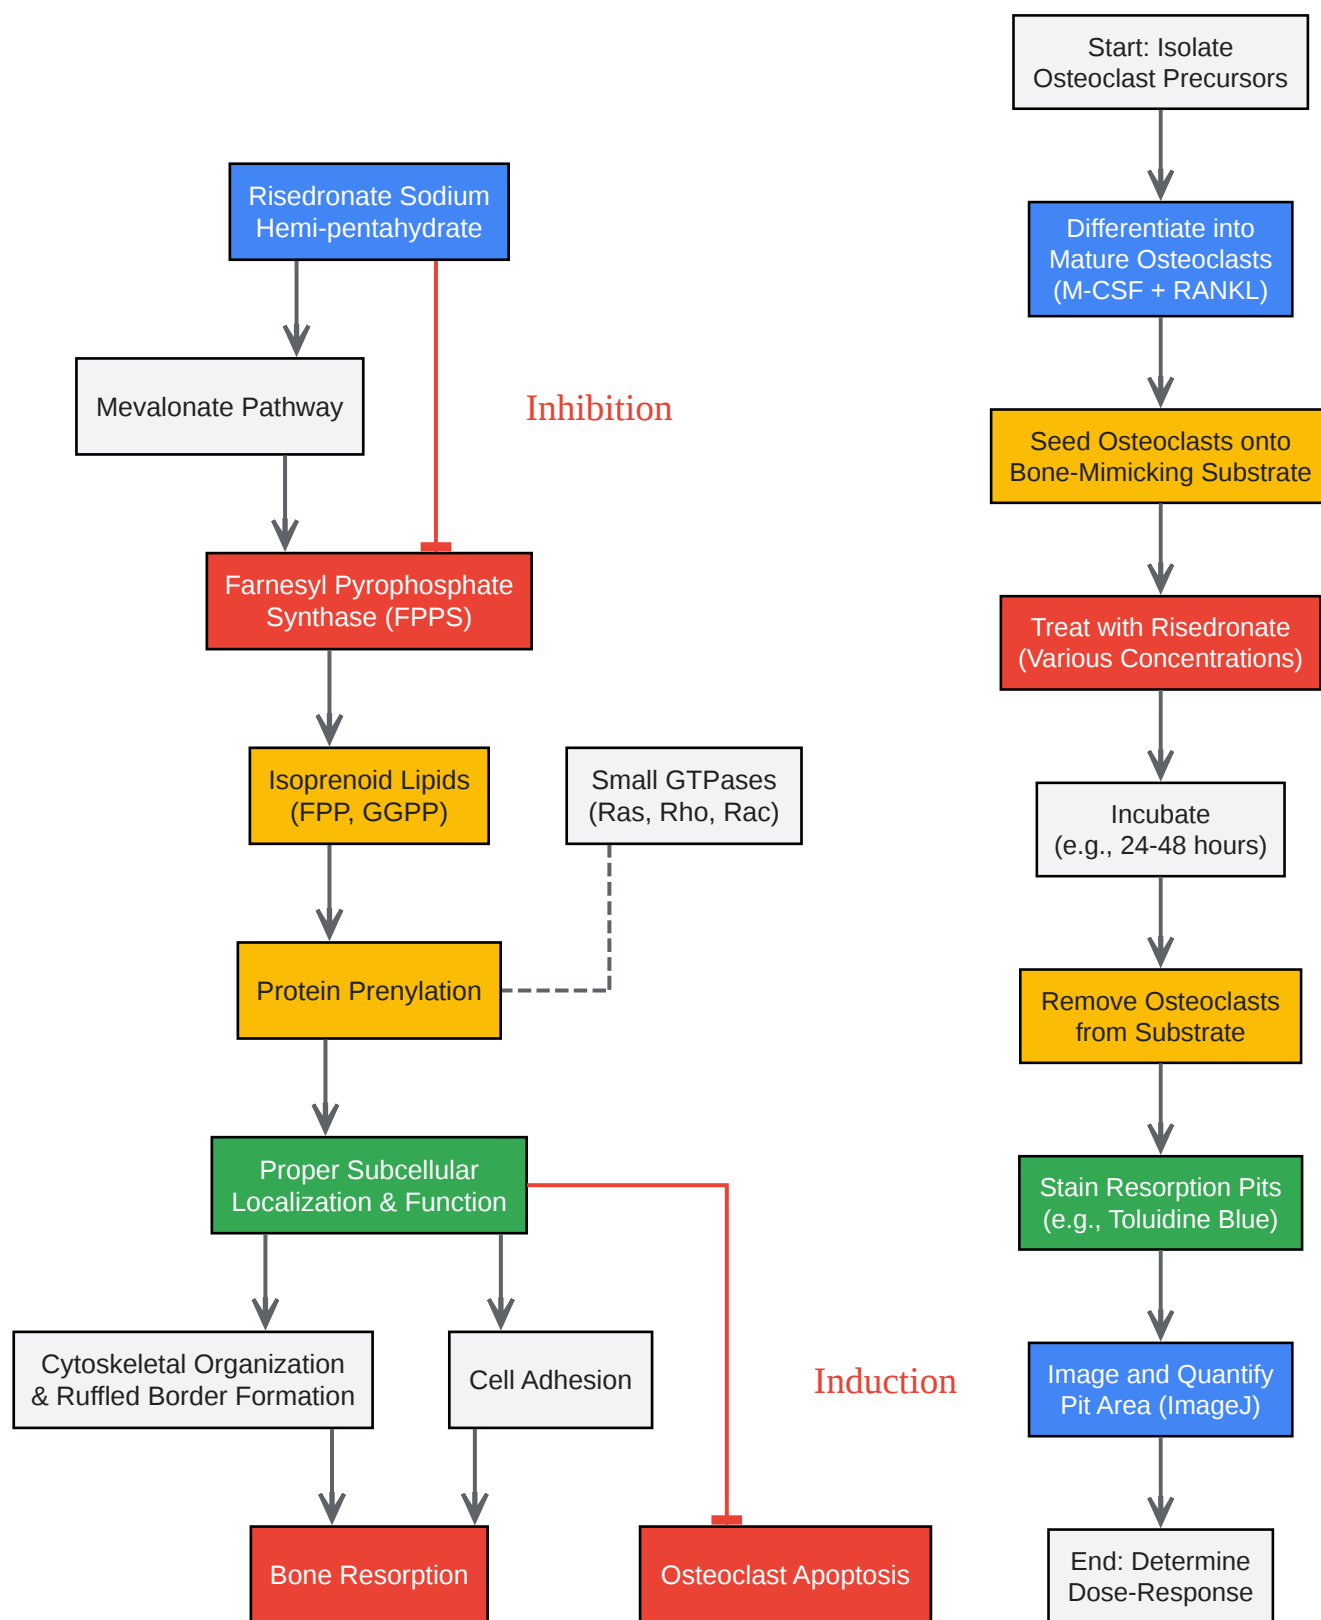 Risedronate Sodium
Hemi-pentahydrate
Mevalonate Pathway
Inhibition
Farnesyl Pyrophosphate
Synthase (FPPS)
Isoprenoid Lipids
(FPP, GGPP)
Small GTPases
(Ras, Rho, Rac)
Protein Prenylation
Proper Subcellular
Localization & Function
Cytoskeletal Organization
& Ruffled Border Formation
Cell Adhesion
Induction
Bone Resorption
Osteoclast Apoptosis
Start: Isolate
Osteoclast Precursors
Differentiate into
Mature Osteoclasts
(M-CSF + RANKL)
Seed Osteoclasts onto
Bone-Mimicking Substrate
Treat with Risedronate
(Various Concentrations)
Incubate
(e.g., 24-48 hours)
Remove Osteoclasts
from Substrate
Stain Resorption Pits
(e.g., Toluidine Blue)
Image and Quantify
Pit Area (ImageJ)
End: Determine
Dose-Response